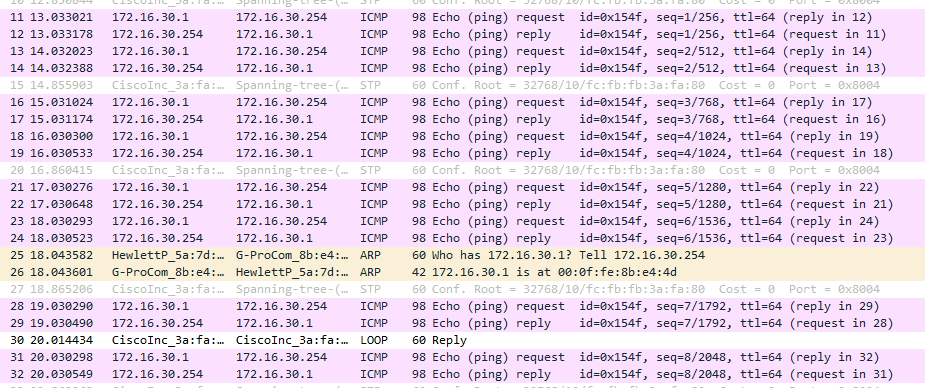 11 13.033021 172.16.30.1 172.16.30.254 ICMP 98 Echo (ping) request id=0x154f, seq=1/256, ttl=64 (reply in 12)
12 13.033178 172.16.30.254 172.16.30.1 ICMP 98 Echo (ping) reply id=0x154f, seq=1/256, ttl=64 (request in 11)
13 14.032023 172.16.30.1 172.16.30.254 ICMP 98 Echo (ping) request id=0x154f, seq=2/512, ttl=64 (reply in 14)
14 14.032388 172.16.30.254 172.16.30.1 ICMP 98 Echo (ping) reply id=0x154f, seq=2/512, ttl=64 (request in 13)
15 14.855903 CiscoInc_3a:fa:… Spanning-tree-(… STP 60 Conf. Root = 32768/10/fc:fb:fb:3a:fa:80 Cost = 0 Port = 0x8004
16 15.031024 172.16.30.1 172.16.30.254 ICMP 98 Echo (ping) request id=0x154f, seq=3/768, ttl=64 (reply in 17)
17 15.031174 172.16.30.254 172.16.30.1 ICMP 98 Echo (ping) reply id=0x154f, seq=3/768, ttl=64 (request in 16)
18 16.030300 172.16.30.1 172.16.30.254 ICMP 98 Echo (ping) request id=0x154f, seq=4/1024, ttl=64 (reply in 19)
19 16.030533 172.16.30.254 172.16.30.1 ICMP 98 Echo (ping) reply id=0x154f, seq=4/1024, ttl=64 (request in 18)
20 16.860415 CiscoInc_3a:fa:… Spanning-tree-(… STP 60 Conf. Root = 32768/10/fc:fb:fb:3a:fa:80 Cost = 0 Port = 0x8004
21 17.030276 172.16.30.1 172.16.30.254 ICMP 98 Echo (ping) request id=0x154f, seq=5/1280, ttl=64 (reply in 22)
22 17.030648 172.16.30.254 172.16.30.1 ICMP 98 Echo (ping) reply id=0x154f, seq=5/1280, ttl=64 (request in 21)
23 18.030293 172.16.30.1 172.16.30.254 ICMP 98 Echo (ping) request id=0x154f, seq=6/1536, ttl=64 (reply in 24)
24 18.030523 172.16.30.254 172.16.30.1 ICMP 98 Echo (ping) reply id=0x154f, seq=6/1536, ttl=64 (request in 23)
25 18.043582 HewlettP_5a:7d:… G-ProCom_8b:e4:… ARP 60 Who has 172.16.30.1? Tell 172.16.30.254
26 18.043601 G-ProCom_8b:e4:… HewlettP_5a:7d:… ARP 42 172.16.30.1 is at 00:0f:fe:8b:e4:4d
27 18.865206 CiscoInc_3a:fa:… Spanning-tree-(… STP 60 Conf. Root = 32768/10/fc:fb:fb:3a:fa:80 Cost = 0 Port = 0x8004
28 19.030290 172.16.30.1 172.16.30.254 ICMP 98 Echo (ping) request id=0x154f, seq=7/1792, ttl=64 (reply in 29)
29 19.030490 172.16.30.254 172.16.30.1 ICMP 98 Echo (ping) reply id=0x154f, seq=7/1792, ttl=64 (request in 28)
30 20.014434 CiscoInc_3a:fa:… CiscoInc_3a:fa:… LOOP 60 Reply
31 20.030298 172.16.30.1 172.16.30.254 ICMP 98 Echo (ping) request id=0x154f, seq=8/2048, ttl=64 (reply in 32)
32 20.030549 172.16.30.254 172.16.30.1 ICMP 98 Echo (ping) reply id=0x154f, seq=8/2048, ttl=64 (request in 31)